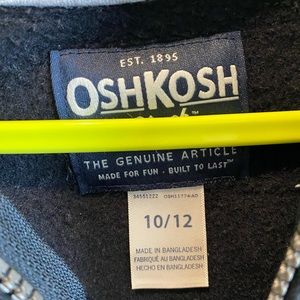 EST. 1895
OSHKOSH
THE GENUINE ARTICLE
MADE FOR FUN · BUILT TO LAST™
10/12
MADE IN BANGLADESH
FABRIQUÉ AU BANGLADESH
HECHO EN BANGLADESH